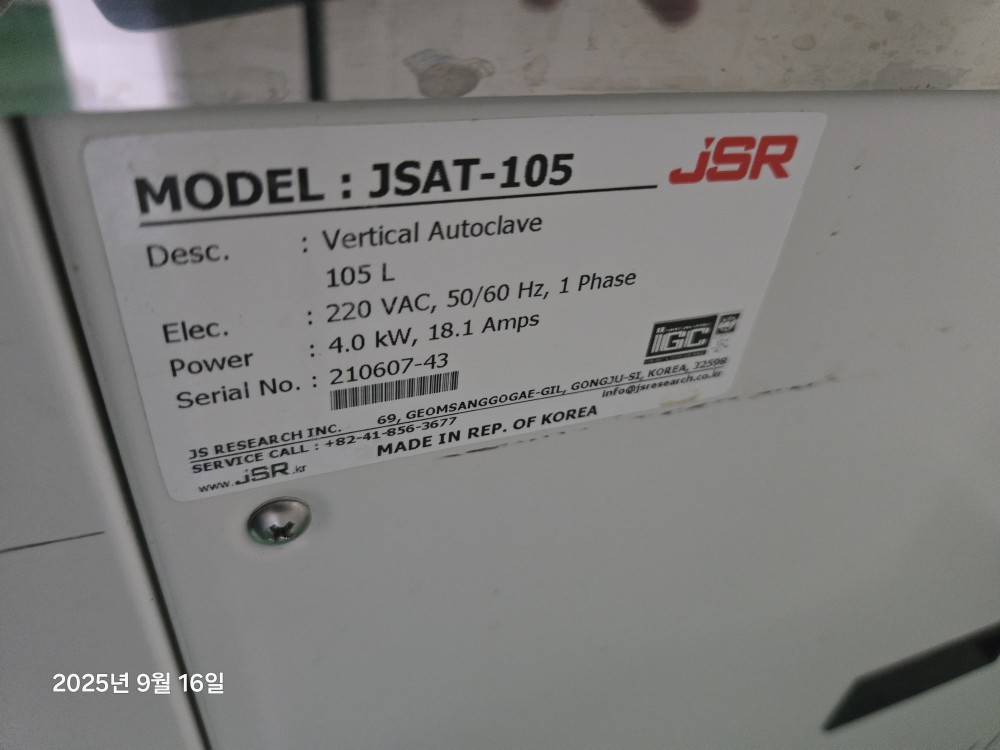 MODEL : JSAT-105
JSR
Desc. : Vertical Autoclave
105 L
Elec. : 220 VAC, 50/60 Hz, 1 Phase
Power : 4.0 kW, 18.1 Amps
Serial No. : 210607-43
IGC
JS RESEARCH INC. 69, GEOMSANGGOGAE-GIL, GONGJU-SI, KOREA, 32598
SERVICE CALL : +82-41-856-3677 info@jsresearch.co.kr
www.JSR.kr MADE IN REP. OF KOREA
2025년 9월 16일